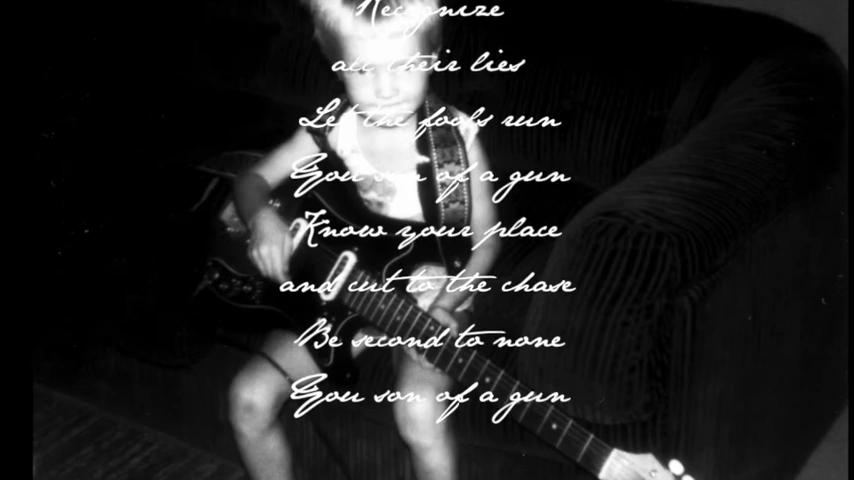 Recognize
all their lies
Let the fools run
You son of a gun
Know your place
and cut to the chase
Be second to none
You son of a gun